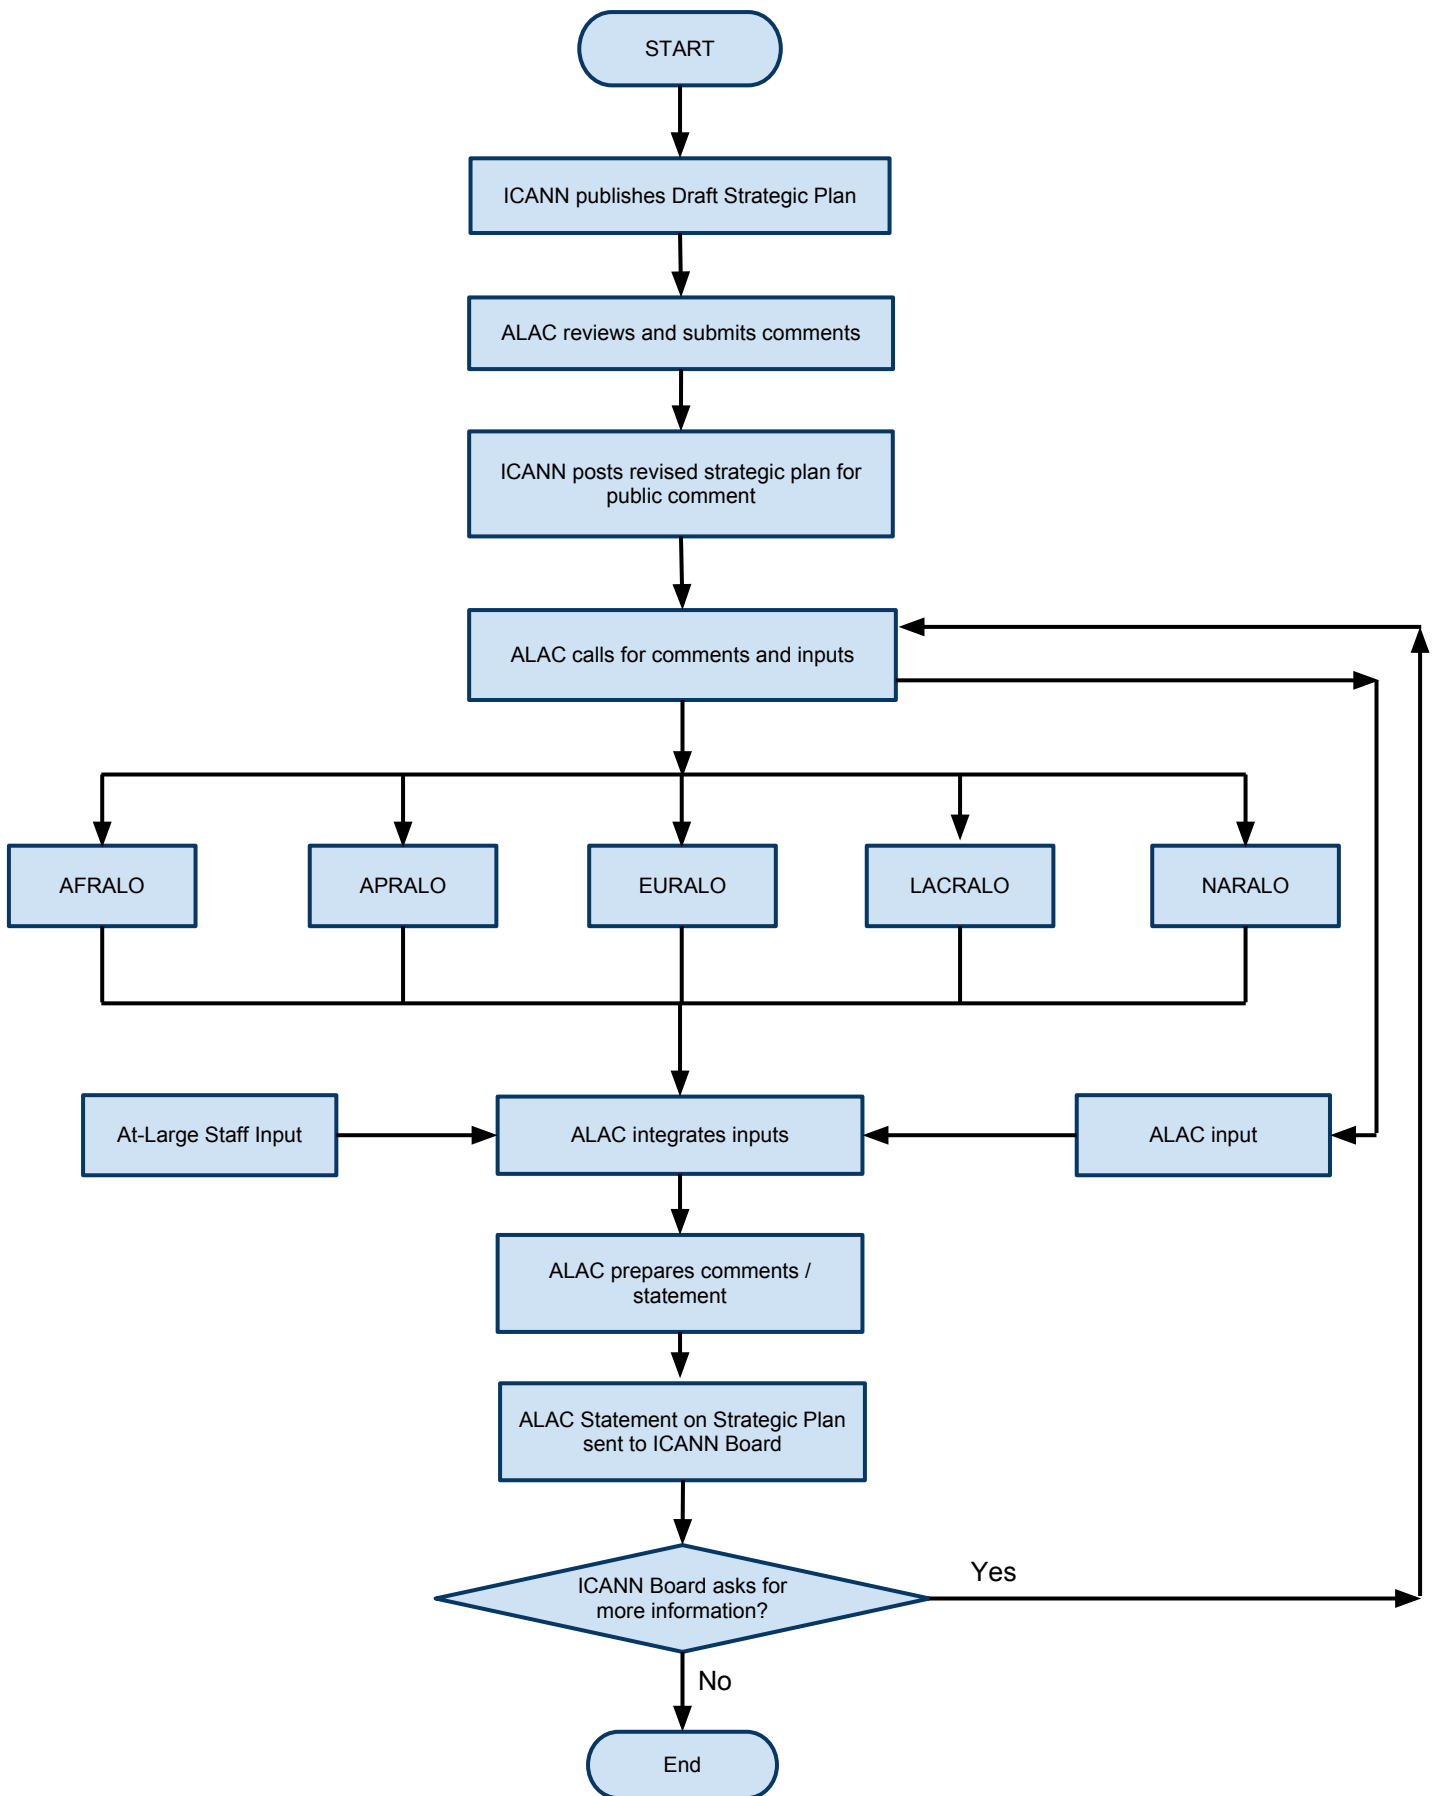 START
ICANN publishes Draft Strategic Plan
ALAC reviews and submits comments
ICANN posts revised strategic plan for
public comment
ALAC calls for comments and inputs
AFRALO
APRALO
EURALO
LACRALO
NARALO
At-Large Staff Input
ALAC integrates inputs
ALAC input
ALAC prepares comments /
statement
ALAC Statement on Strategic Plan
sent to ICANN Board
ICANN Board asks for
more information?
Yes
No
End